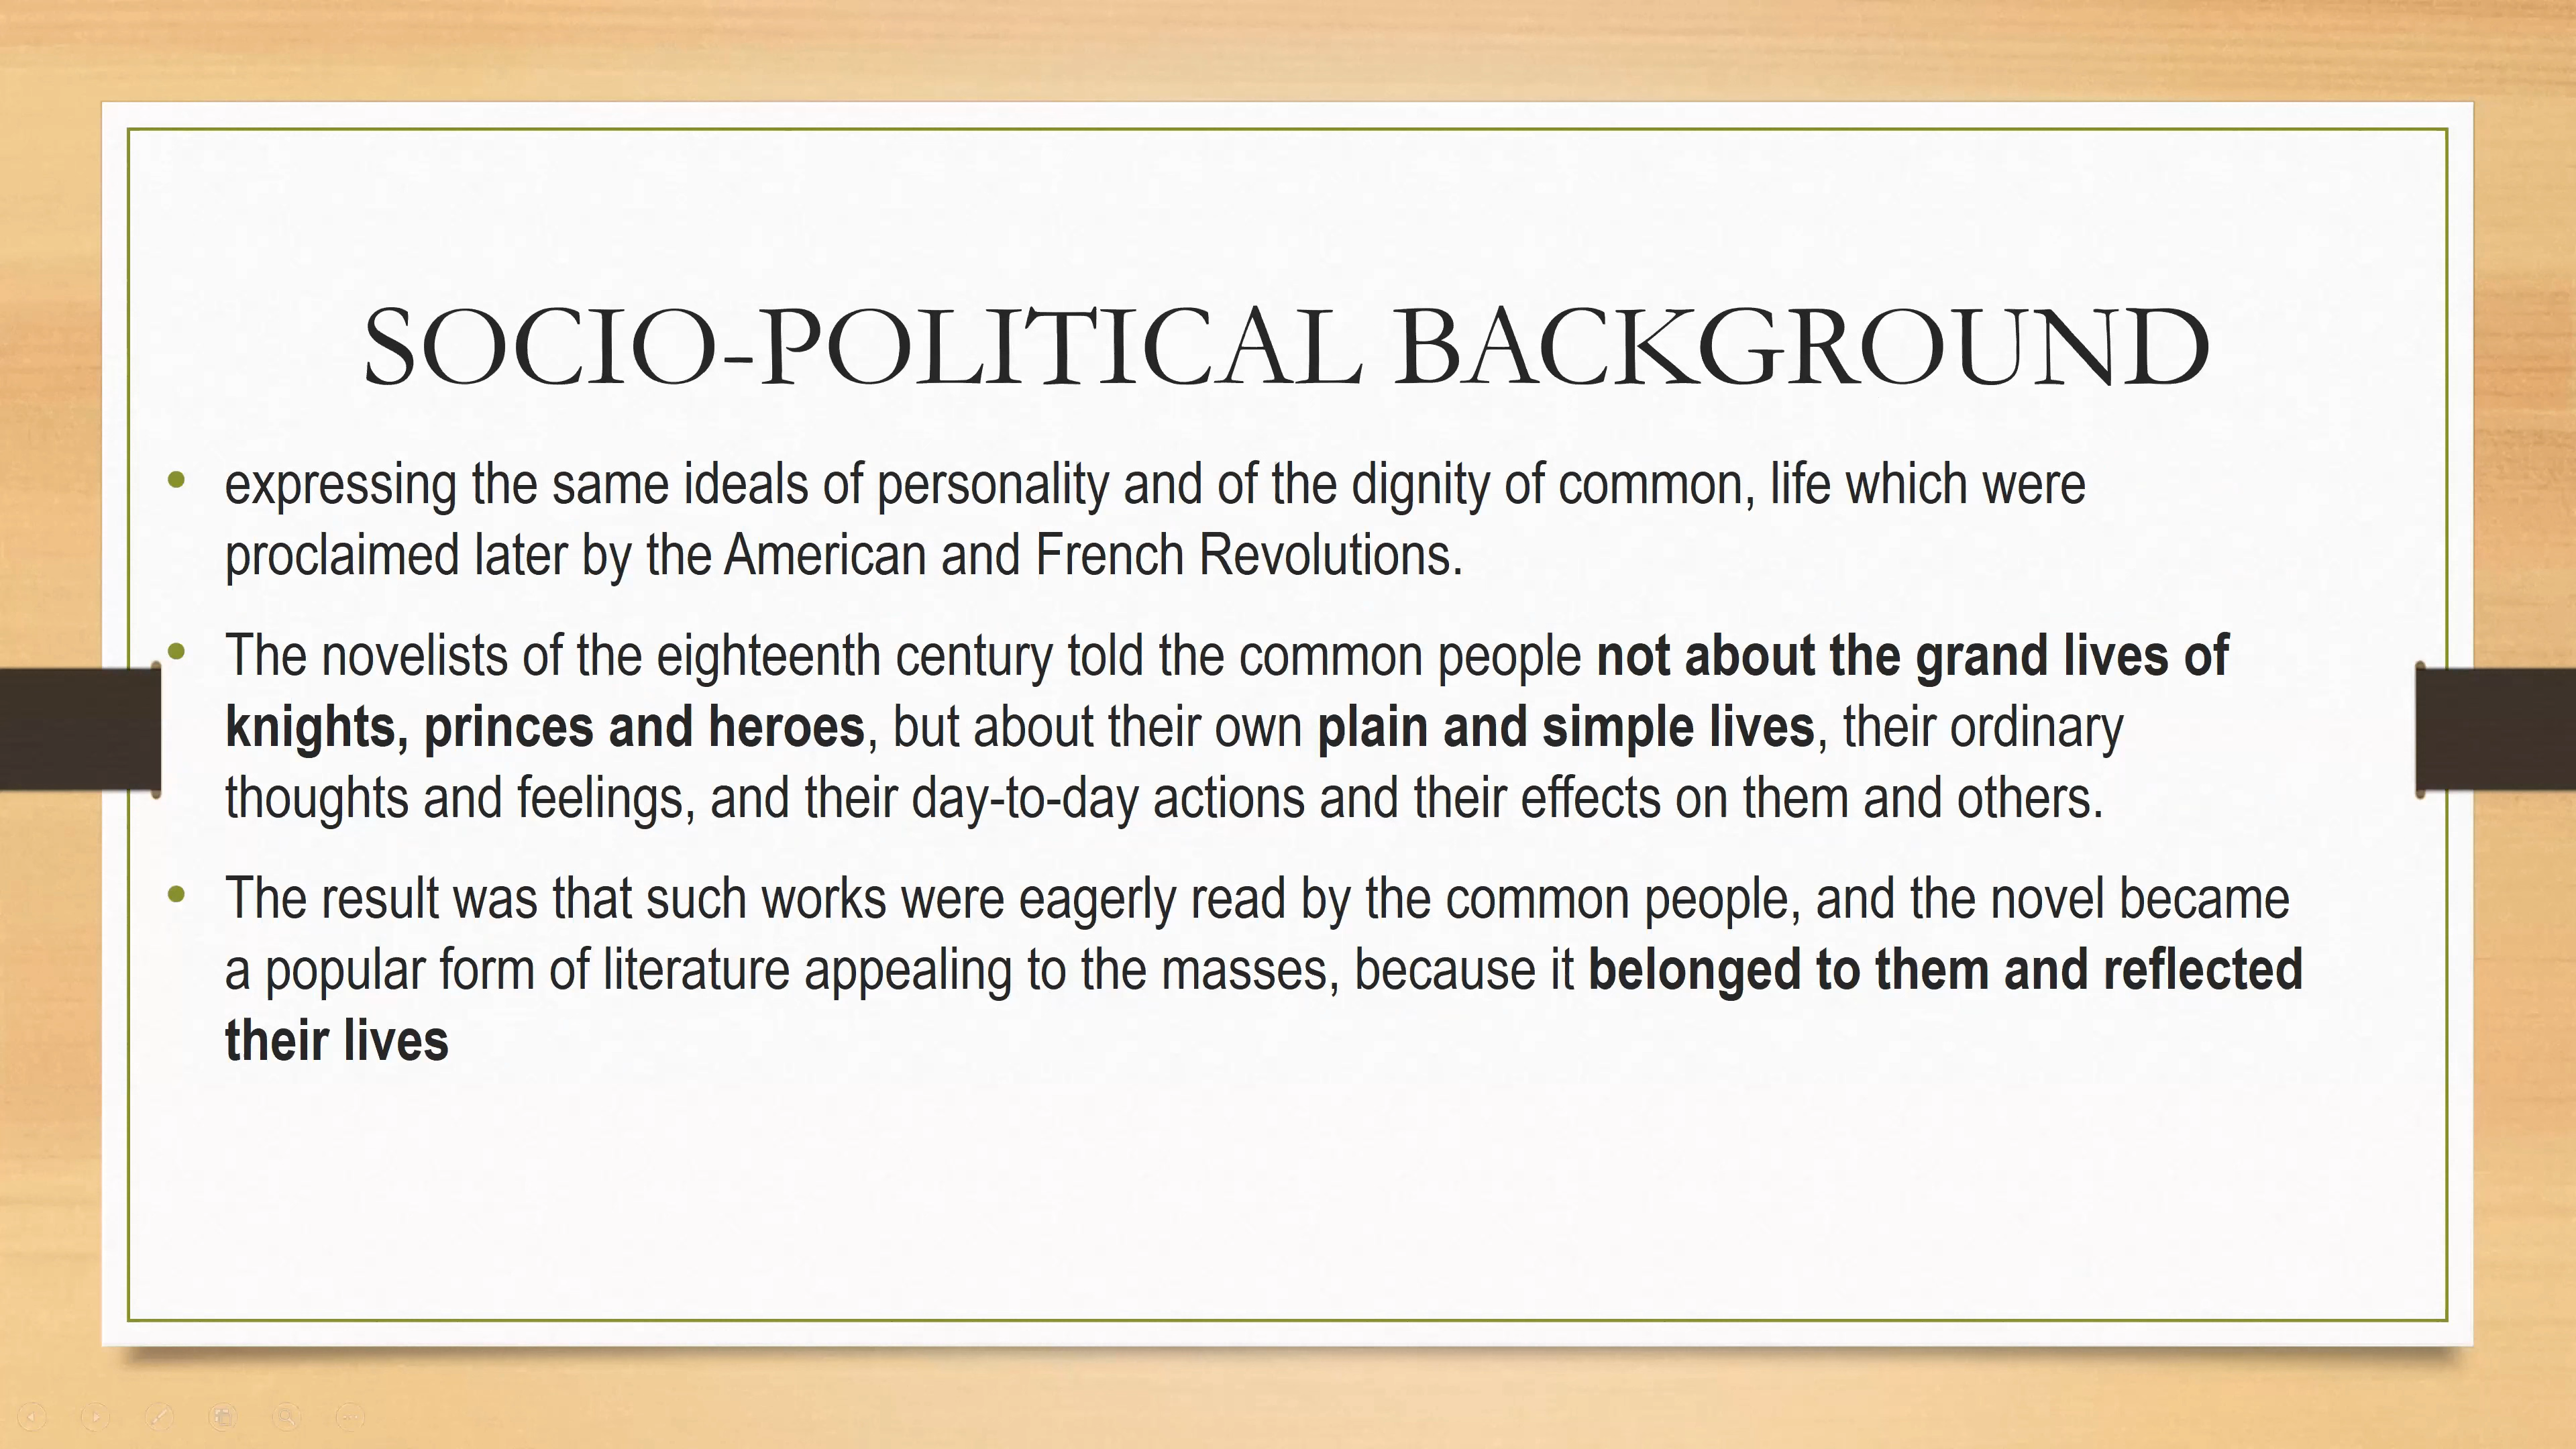 SOCIO-POLITICAL BACKGROUND
• expressing the same ideals of personality and of the dignity of common, life which were
proclaimed later by the American and French Revolutions.
• The novelists of the eighteenth century told the common people not about the grand lives of
knights, princes and heroes, but about their own plain and simple lives, their ordinary
thoughts and feelings, and their day-to-day actions and their effects on them and others.
• The result was that such works were eagerly read by the common people, and the novel became
a popular form of literature appealing to the masses, because it belonged to them and reflected
their lives